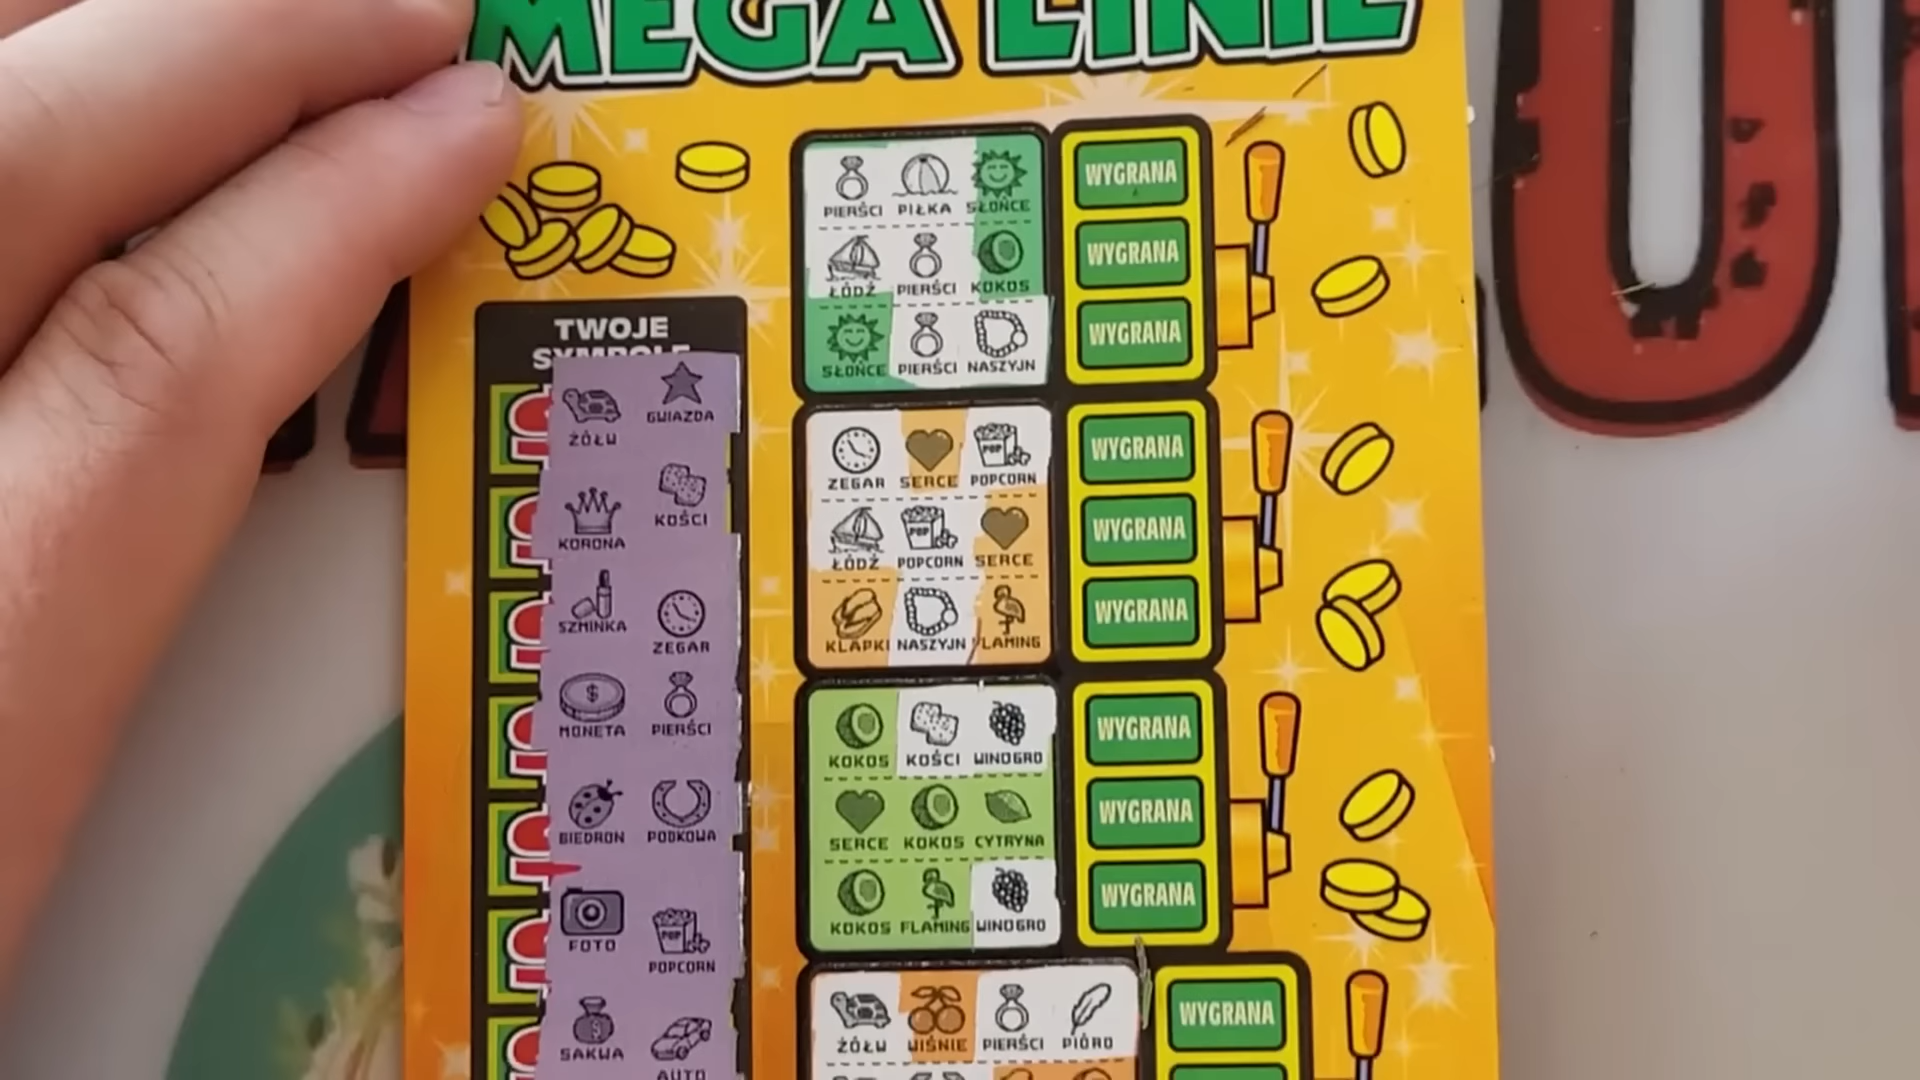 MEGA LINIE
TWOJE
SYMBOLE
ŻÓŁW GWIAZDA
KORONA KOŚCI
SZMINKA ZEGAR
MONETA PIERŚCI
BIEDRON PODKOWA
FOTO POPCORN
SAKWA AUTO
PIERŚCI PIŁKA SŁOŃCE
ŁÓDŹ PIERŚCI KOKOS
SŁOŃCE PIERŚCI NASZYJN
WYGRANA
WYGRANA
WYGRANA
ZEGAR SERCE POP POPCORN
ŁÓDŹ POP POPCORN SERCE
KLAPKI NASZYJN FLAMING
WYGRANA
WYGRANA
WYGRANA
KOKOS KOŚCI WINOGRO
SERCE KOKOS CYTRYNA
KOKOS FLAMING WINOGRO
WYGRANA
WYGRANA
WYGRANA
ŻÓŁW WIŚNIE PIERŚCI PIÓRO
WYGRANA